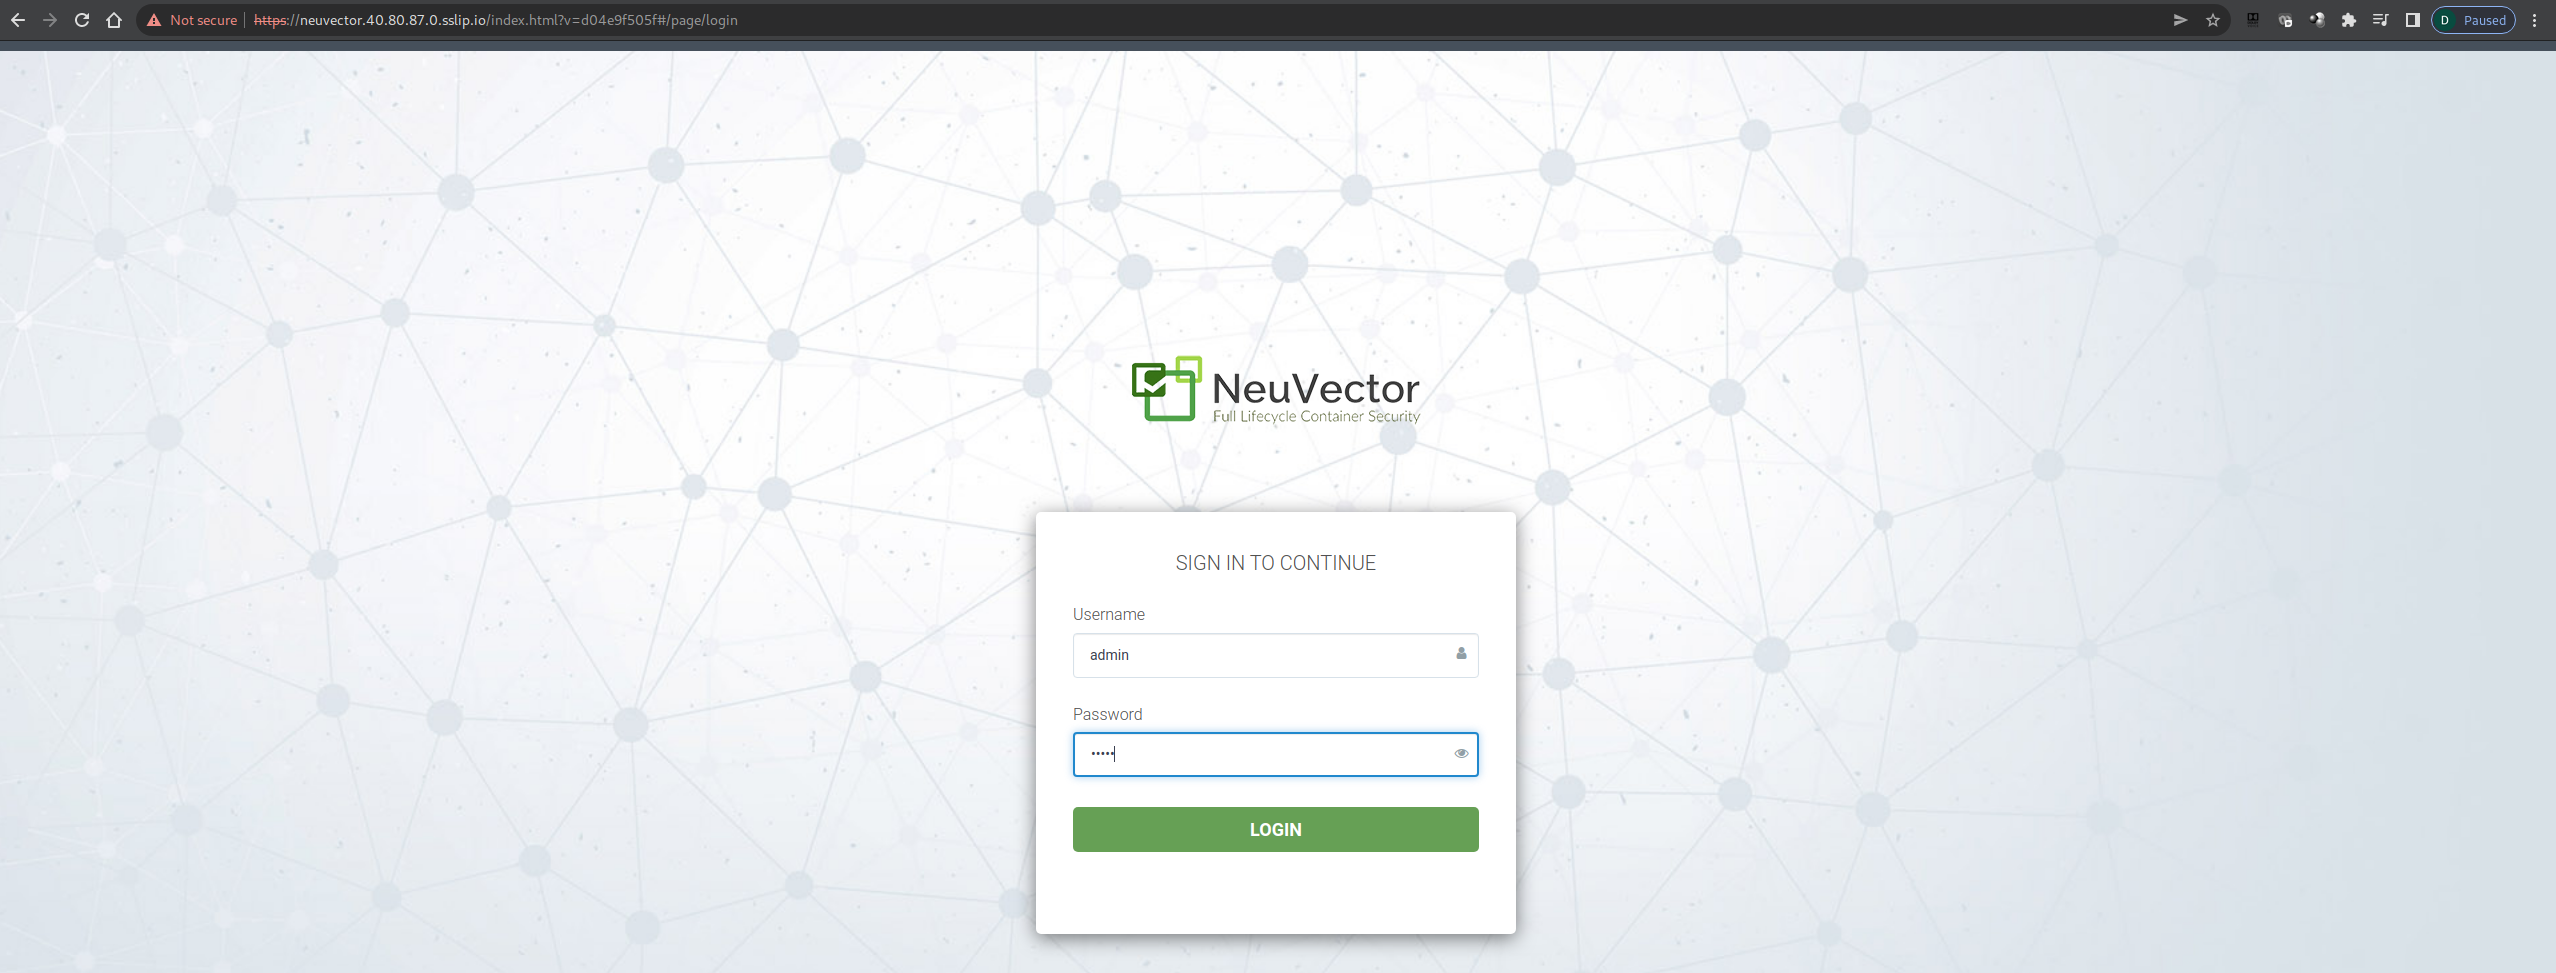 Not secure https://neuvector.40.80.87.0.sslip.io/index.html?v=d04e9f505f#/page/login
D Paused
NeuVector
Full Lifecycle Container Security
SIGN IN TO CONTINUE
Username
admin
Password
•••••
LOGIN